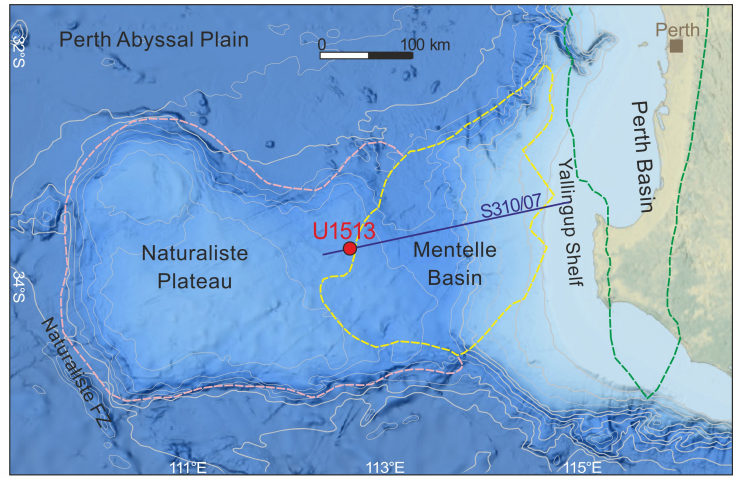 Perth Abyssal Plain
0
100 km
Perth
32°S
Perth Basin
Yallingup Shelf
S310/07
U1513
Naturaliste
Plateau
Mentelle
Basin
34°S
Naturaliste FZ
111°E
113°E
115°E